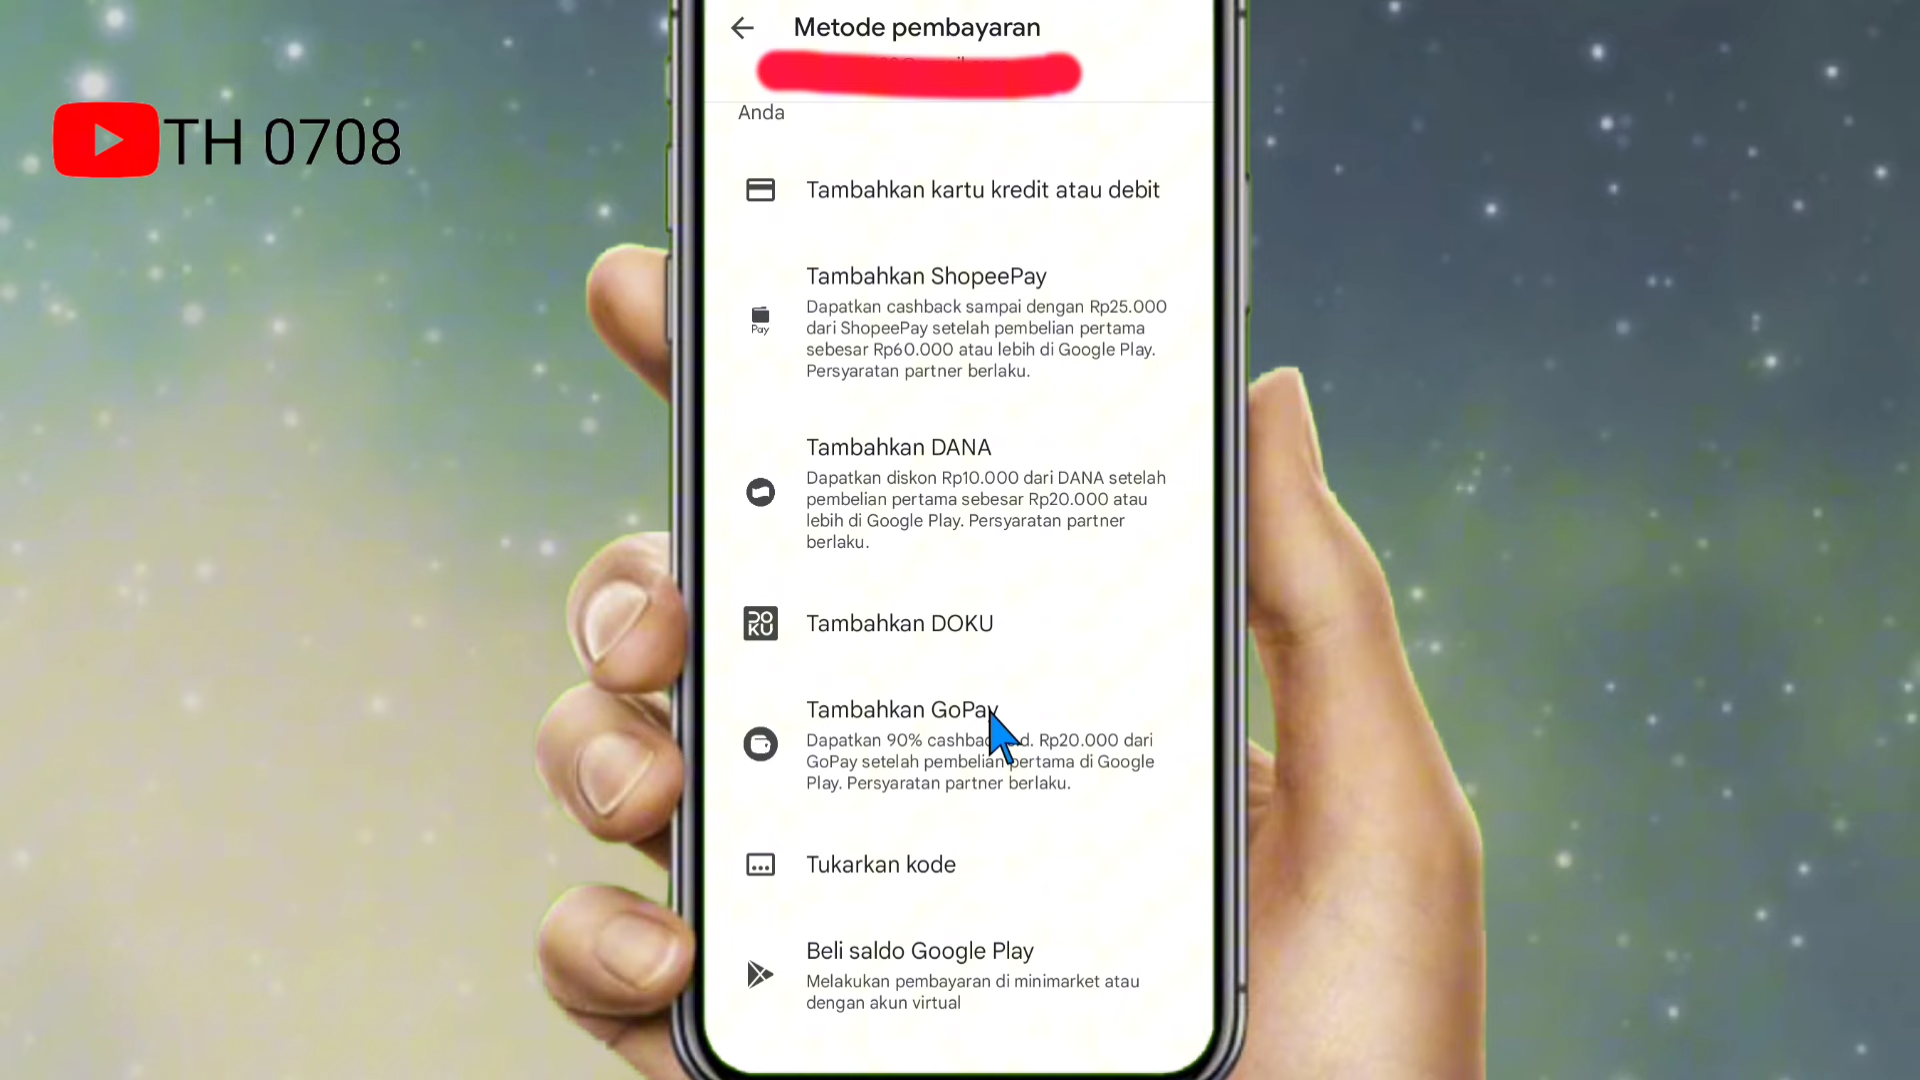 Metode pembayaran
TH 0708
Anda
Tambahkan kartu kredit atau debit
Tambahkan ShopeePay
Dapatkan cashback sampai dengan Rp25.000
dari ShopeePay setelah pembelian pertama
sebesar Rp60.000 atau lebih di Google Play.
Persyaratan partner berlaku.
Pay
Tambahkan DANA
Dapatkan diskon Rp10.000 dari DANA setelah
pembelian pertama sebesar Rp20.000 atau
lebih di Google Play. Persyaratan partner
berlaku.
DOKU
Tambahkan DOKU
Tambahkan GoPay
Dapatkan 90% d. Rp20.000 dari
GoPay setelah pembelian pertama di Google
Play. Persyaratan partner berlaku.
Tukarkan kode
Beli saldo Google Play
Melakukan pembayaran di minimarket atau
dengan akun virtual